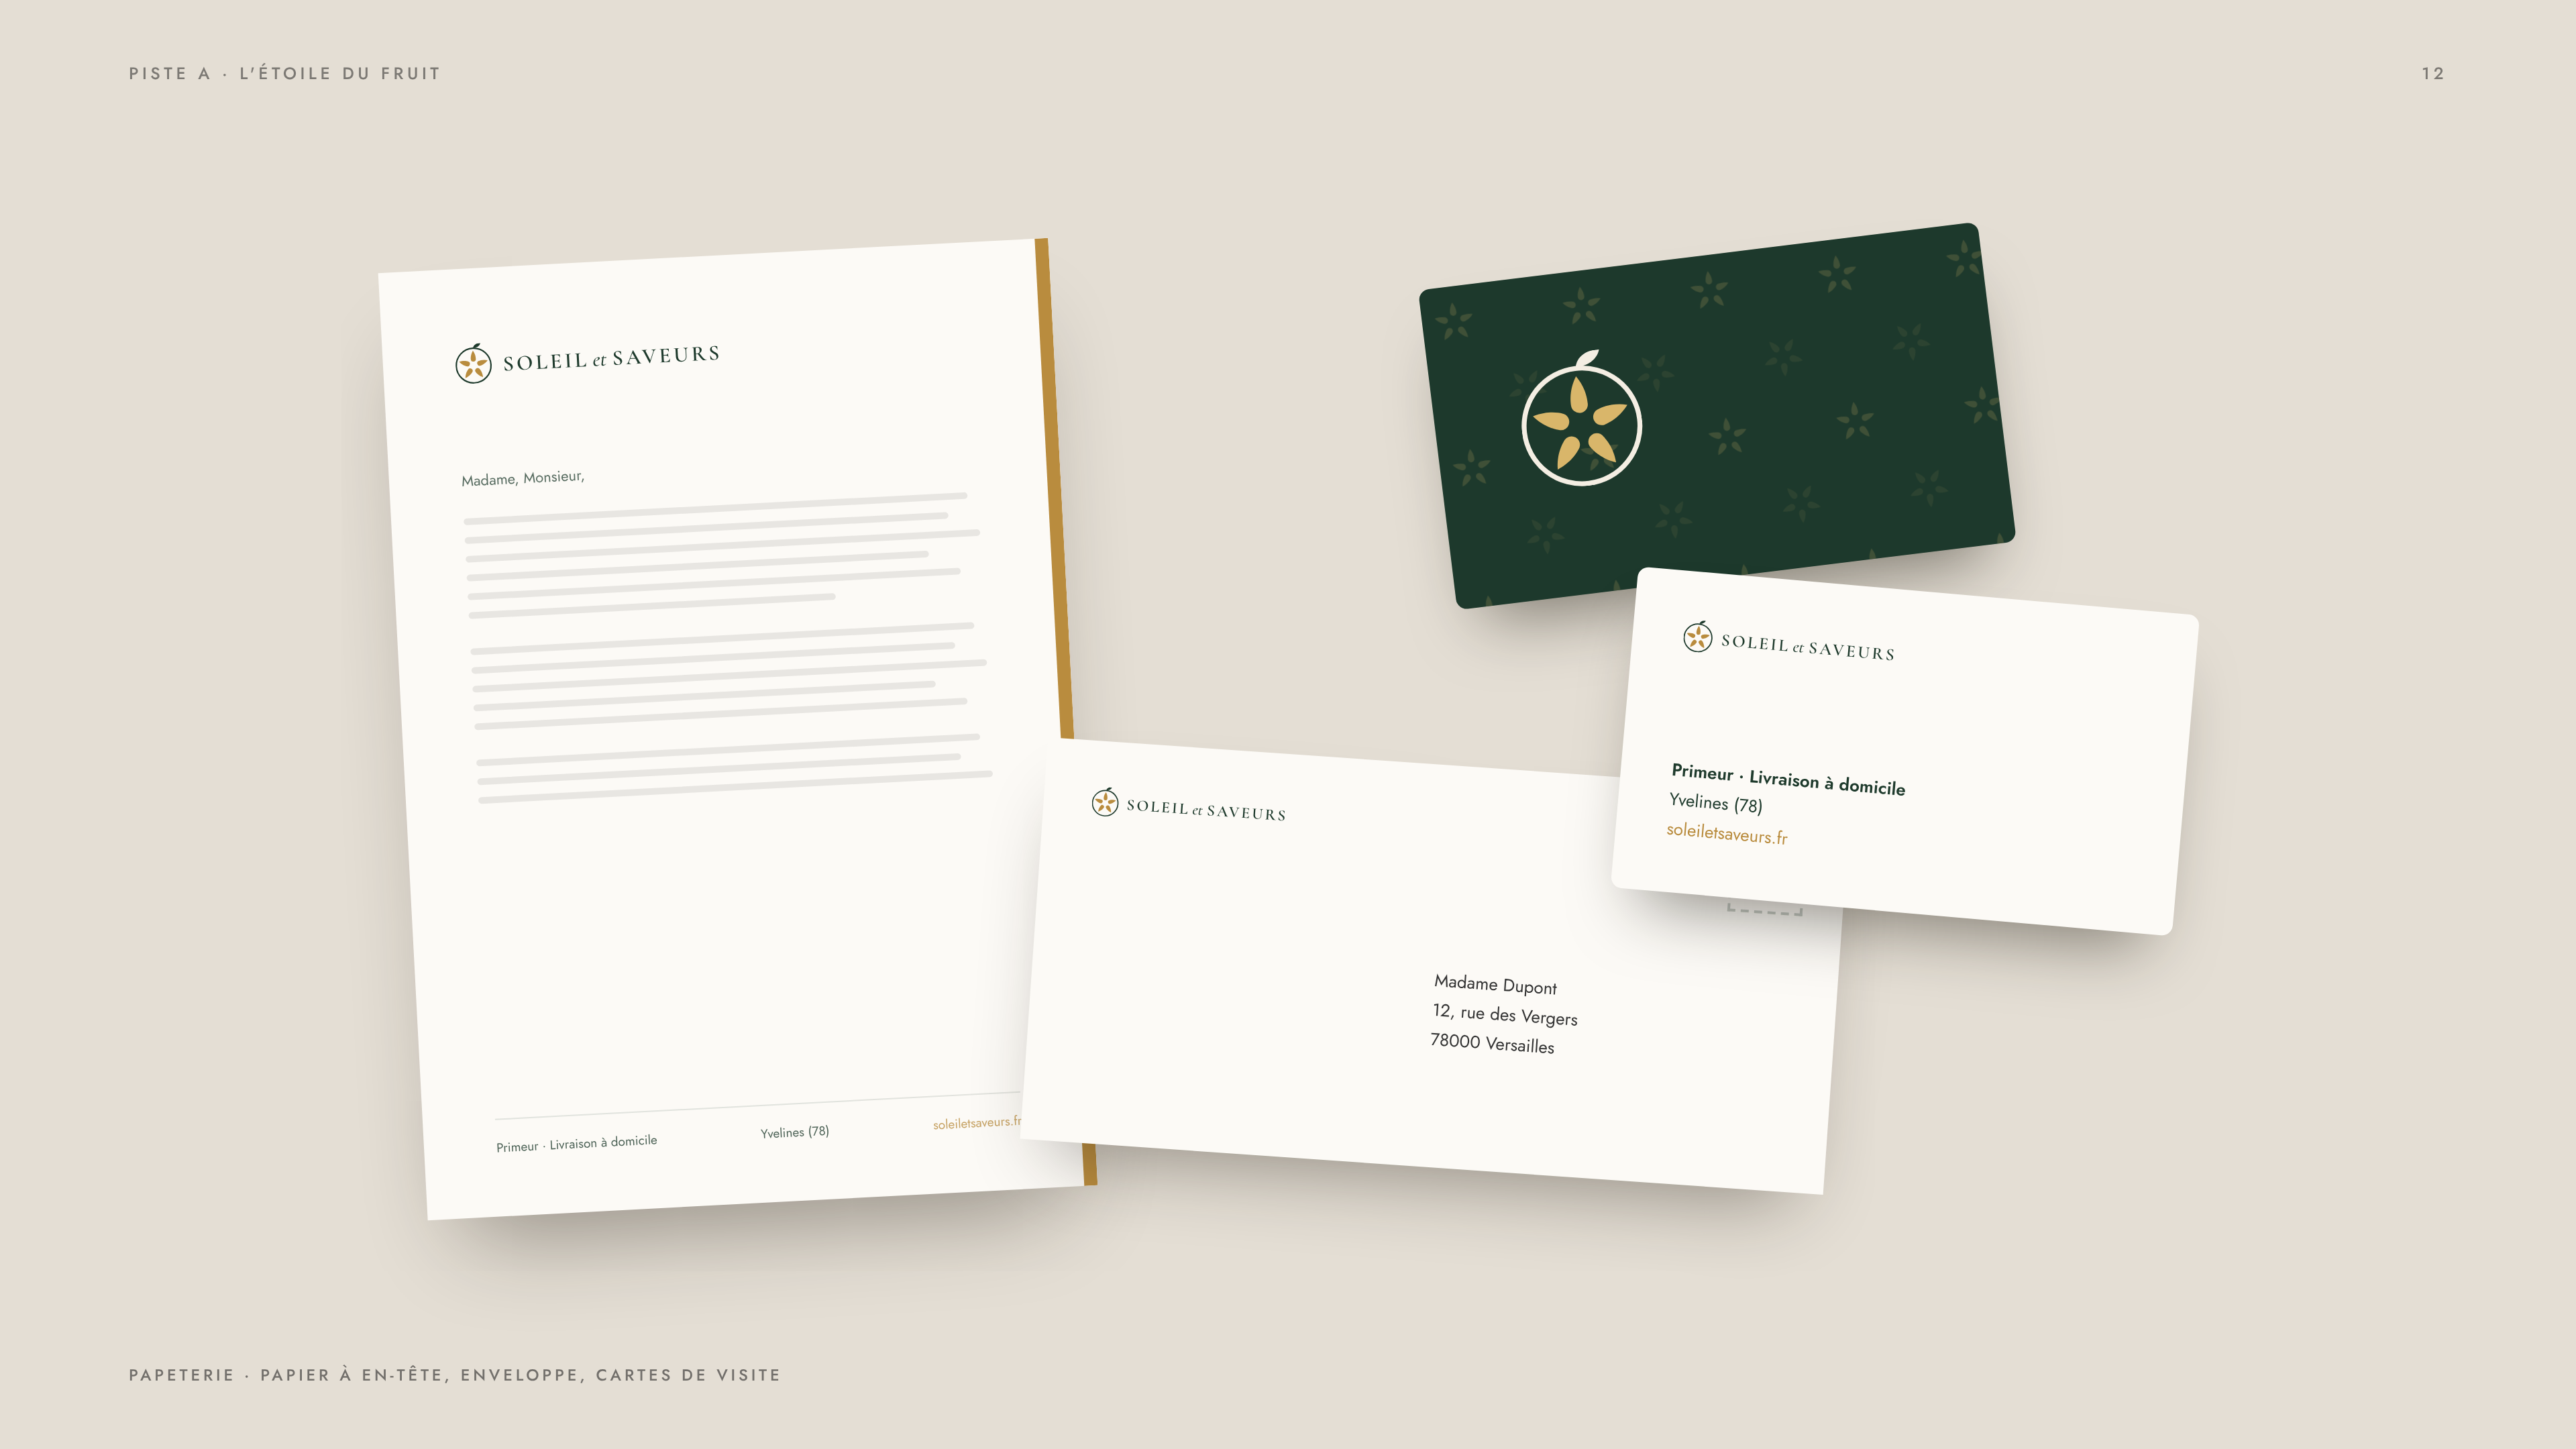 PISTE A · L'ÉTOILE DU FRUIT
12
SOLEIL et SAVEURS
Madame, Monsieur,
Primeur · Livraison à domicile
Yvelines (78)
soleiletsaveurs.fr
SOLEIL et SAVEURS
Primeur · Livraison à domicile
Yvelines (78)
soleiletsaveurs.fr
SOLEIL et SAVEURS
Madame Dupont
12, rue des Vergers
78000 Versailles
PAPETERIE · PAPIER À EN-TÊTE, ENVELOPPE, CARTES DE VISITE